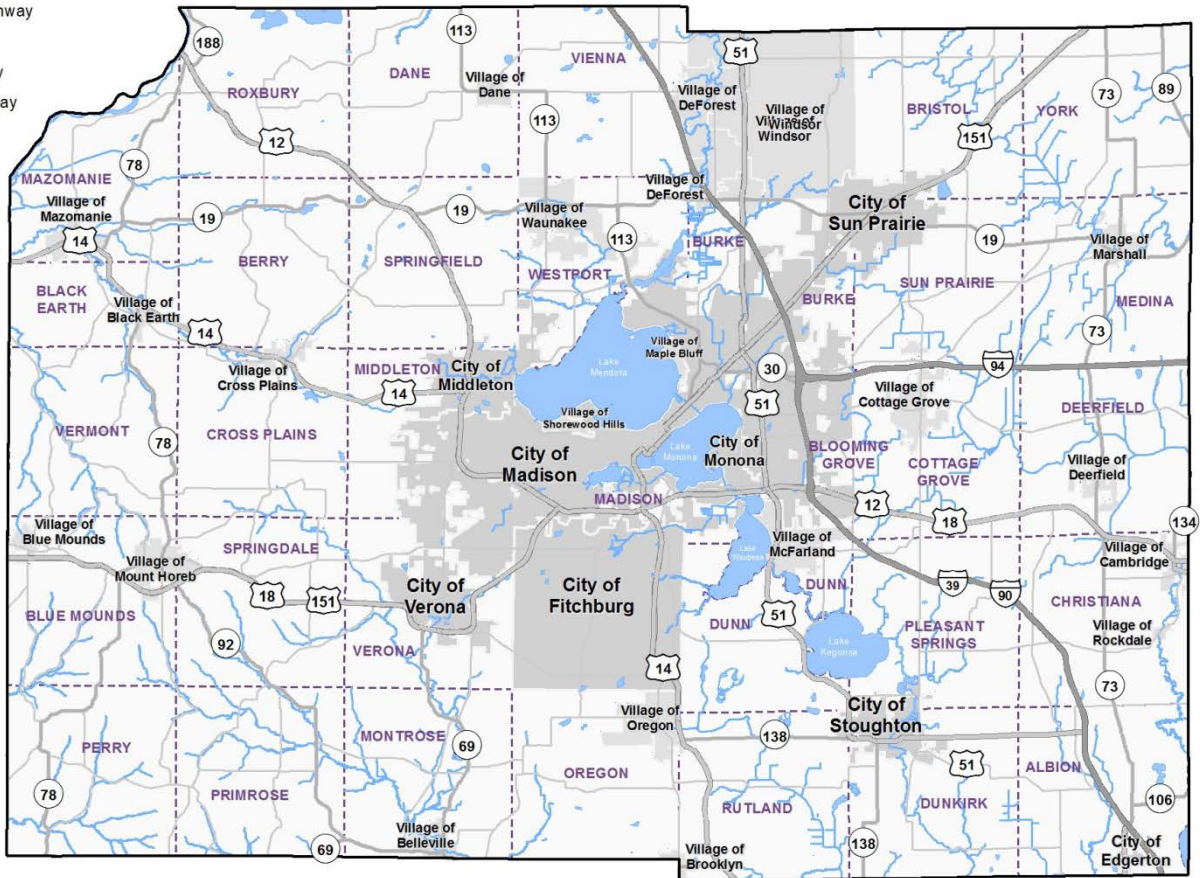 hway
y
ay
188
113
51
VIENNA
DANE
Village of
Dane
Village of
DeForest
Village of
Windsor
Village of
Windsor
ROXBURY
BRISTOL
YORK
73
89
12
113
151
78
MAZOMANIE
Village of
Mazomanie
19
14
19
Village of
Waunakee
Village of
DeForest
City of
Sun Prairie
113
BURKE
19
Village of
Marshall
BERRY
SPRINGFIELD
WESTPORT
BLACK
EARTH
Village of
Black Earth
BURKE
SUN PRAIRIE
MEDINA
14
Lake
Mendota
Village of
Maple Bluff
73
Village of
Cross Plains
MIDDLETON
14
City of
Middleton
30
94
51
Village of
Cottage Grove
Village of
Shorewood Hills
DEERFIELD
VERMONT
78
CROSS PLAINS
City of
Madison
Lake
Monona
City of
Monona
BLOOMING
GROVE
COTTAGE
GROVE
Village of
Deerfield
MADISON
12
18
134
Village of
Blue Mounds
SPRINGDALE
Village of
Mount Horeb
Lake
Waubesa
Village of
McFarland
Village of
Cambridge
18
151
City of
Verona
City of
Fitchburg
DUNN
39
90
BLUE MOUNDS
CHRISTIANA
92
VERONA
DUNN
51
Lake
Kegonsa
PLEASANT
SPRINGS
Village of
Rockdale
14
73
Village of
Oregon
City of
Stoughton
MONTROSE
69
138
PERRY
OREGON
51
ALBION
78
PRIMROSE
RUTLAND
DUNKIRK
106
69
Village of
Belleville
Village of
Brooklyn
138
City of
Edgerton